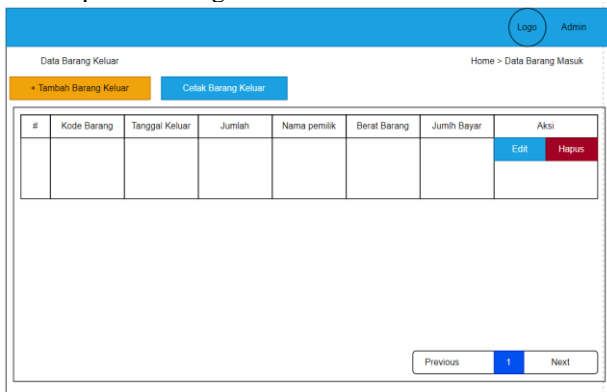 Logo Admin
Data Barang Keluar Home > Data Barang Masuk
+ Tambah Barang Keluar Cetak Barang Keluar
# Kode Barang Tanggal Keluar Jumlah Nama pemilik Berat Barang Jumlh Bayar Aksi
Edit Hapus
Previous 1 Next